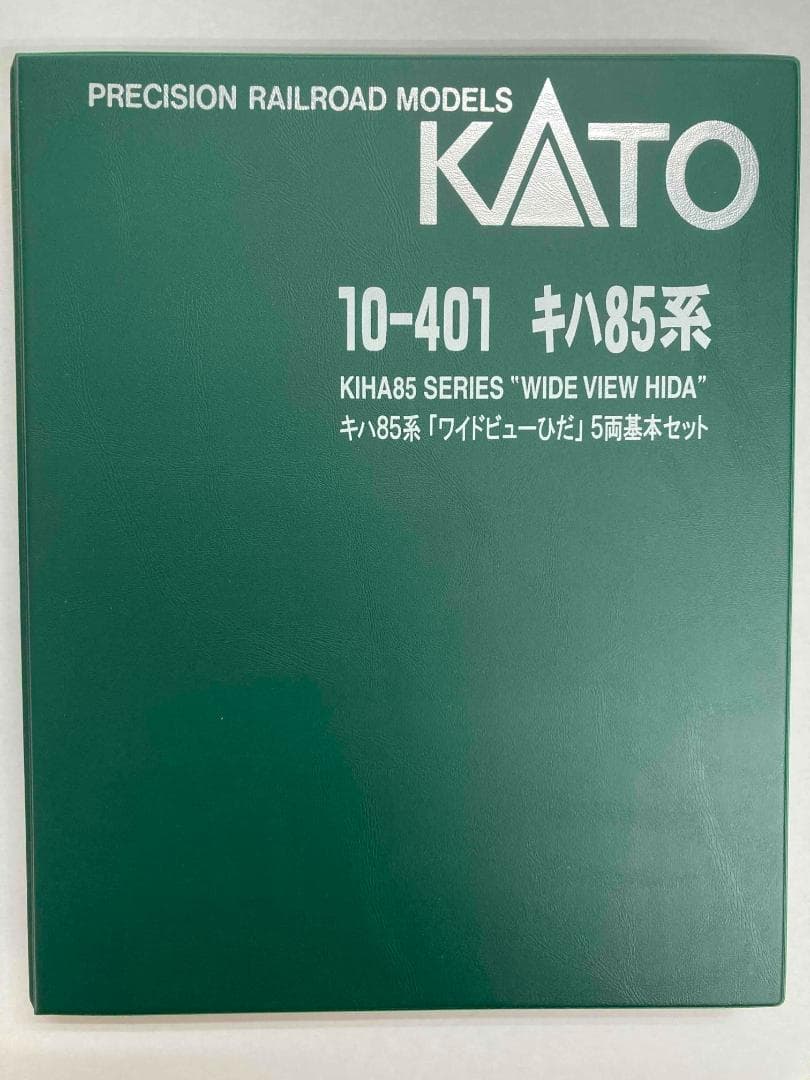 PRECISION RAILROAD MODELS
KATO
10-401 キハ85系
KIHA85 SERIES "WIDE VIEW HIDA"
キハ85系「ワイドビューひだ」5両基本セット